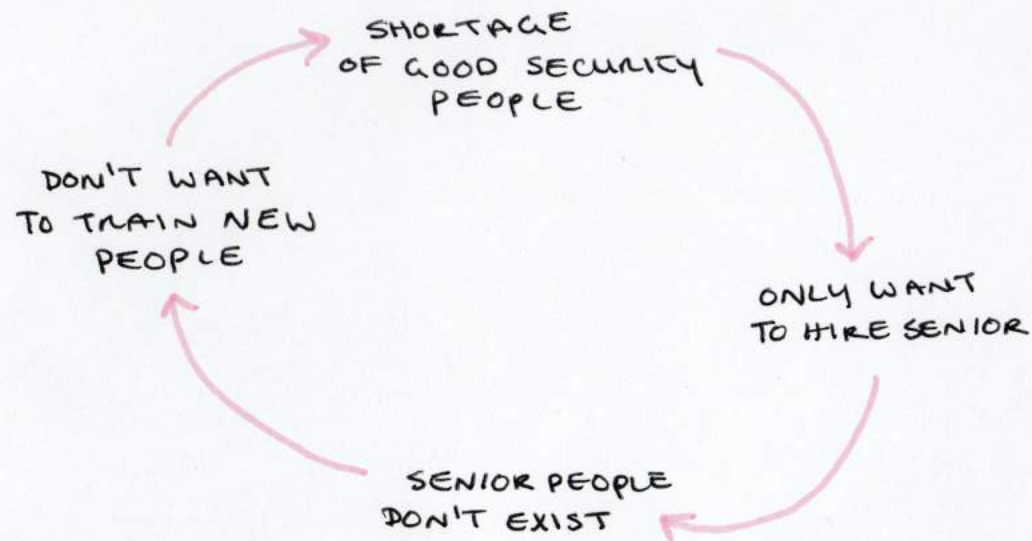 SHORTAGE
OF GOOD SECURITY
PEOPLE
ONLY WANT
TO HIRE SENIOR
SENIOR PEOPLE
DON'T EXIST
DON'T WANT
TO TRAIN NEW
PEOPLE